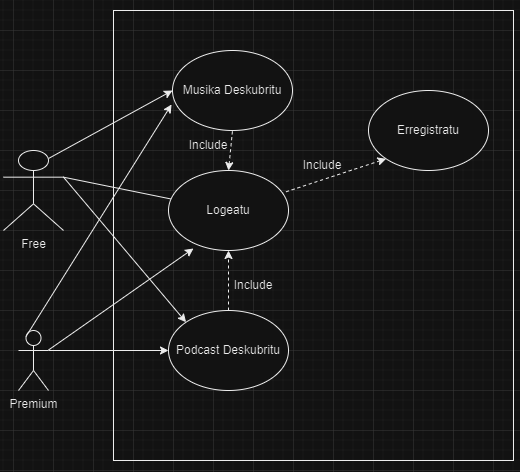 Musika Deskubritu
Erregistratu
Include
Include
Logeatu
Free
Include
Podcast Deskubritu
Premium